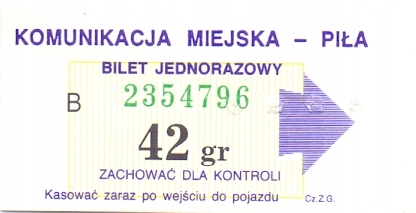 KOMUNIKACJA MIEJSKA – PIŁA
BILET JEDNORAZOWY
B 2354796
42 gr
ZACHOWAĆ DLA KONTROLI
Kasować zaraz po wejściu do pojazdu Cz.Z.G.